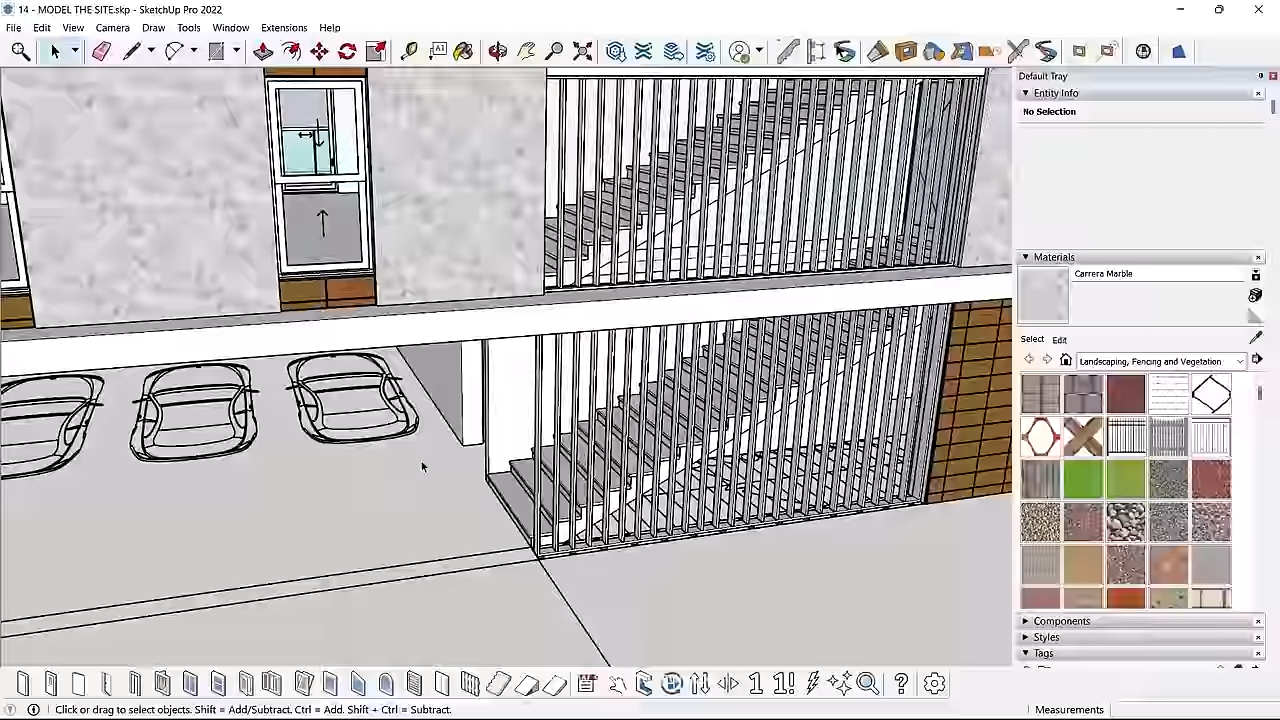 14 - MODEL THE SITE.skp - SketchUp Pro 2022
File Edit View Camera Draw Tools Window Extensions Help
Default Tray
Entity Info
No Selection
Materials
Carrera Marble
Select Edit
Landscaping, Fencing and Vegetation
Components
Styles
Tags
1 1! ?
Click or drag to select objects. Shift = Add/Subtract. Ctrl = Add. Shift + Ctrl = Subtract.
Measurements